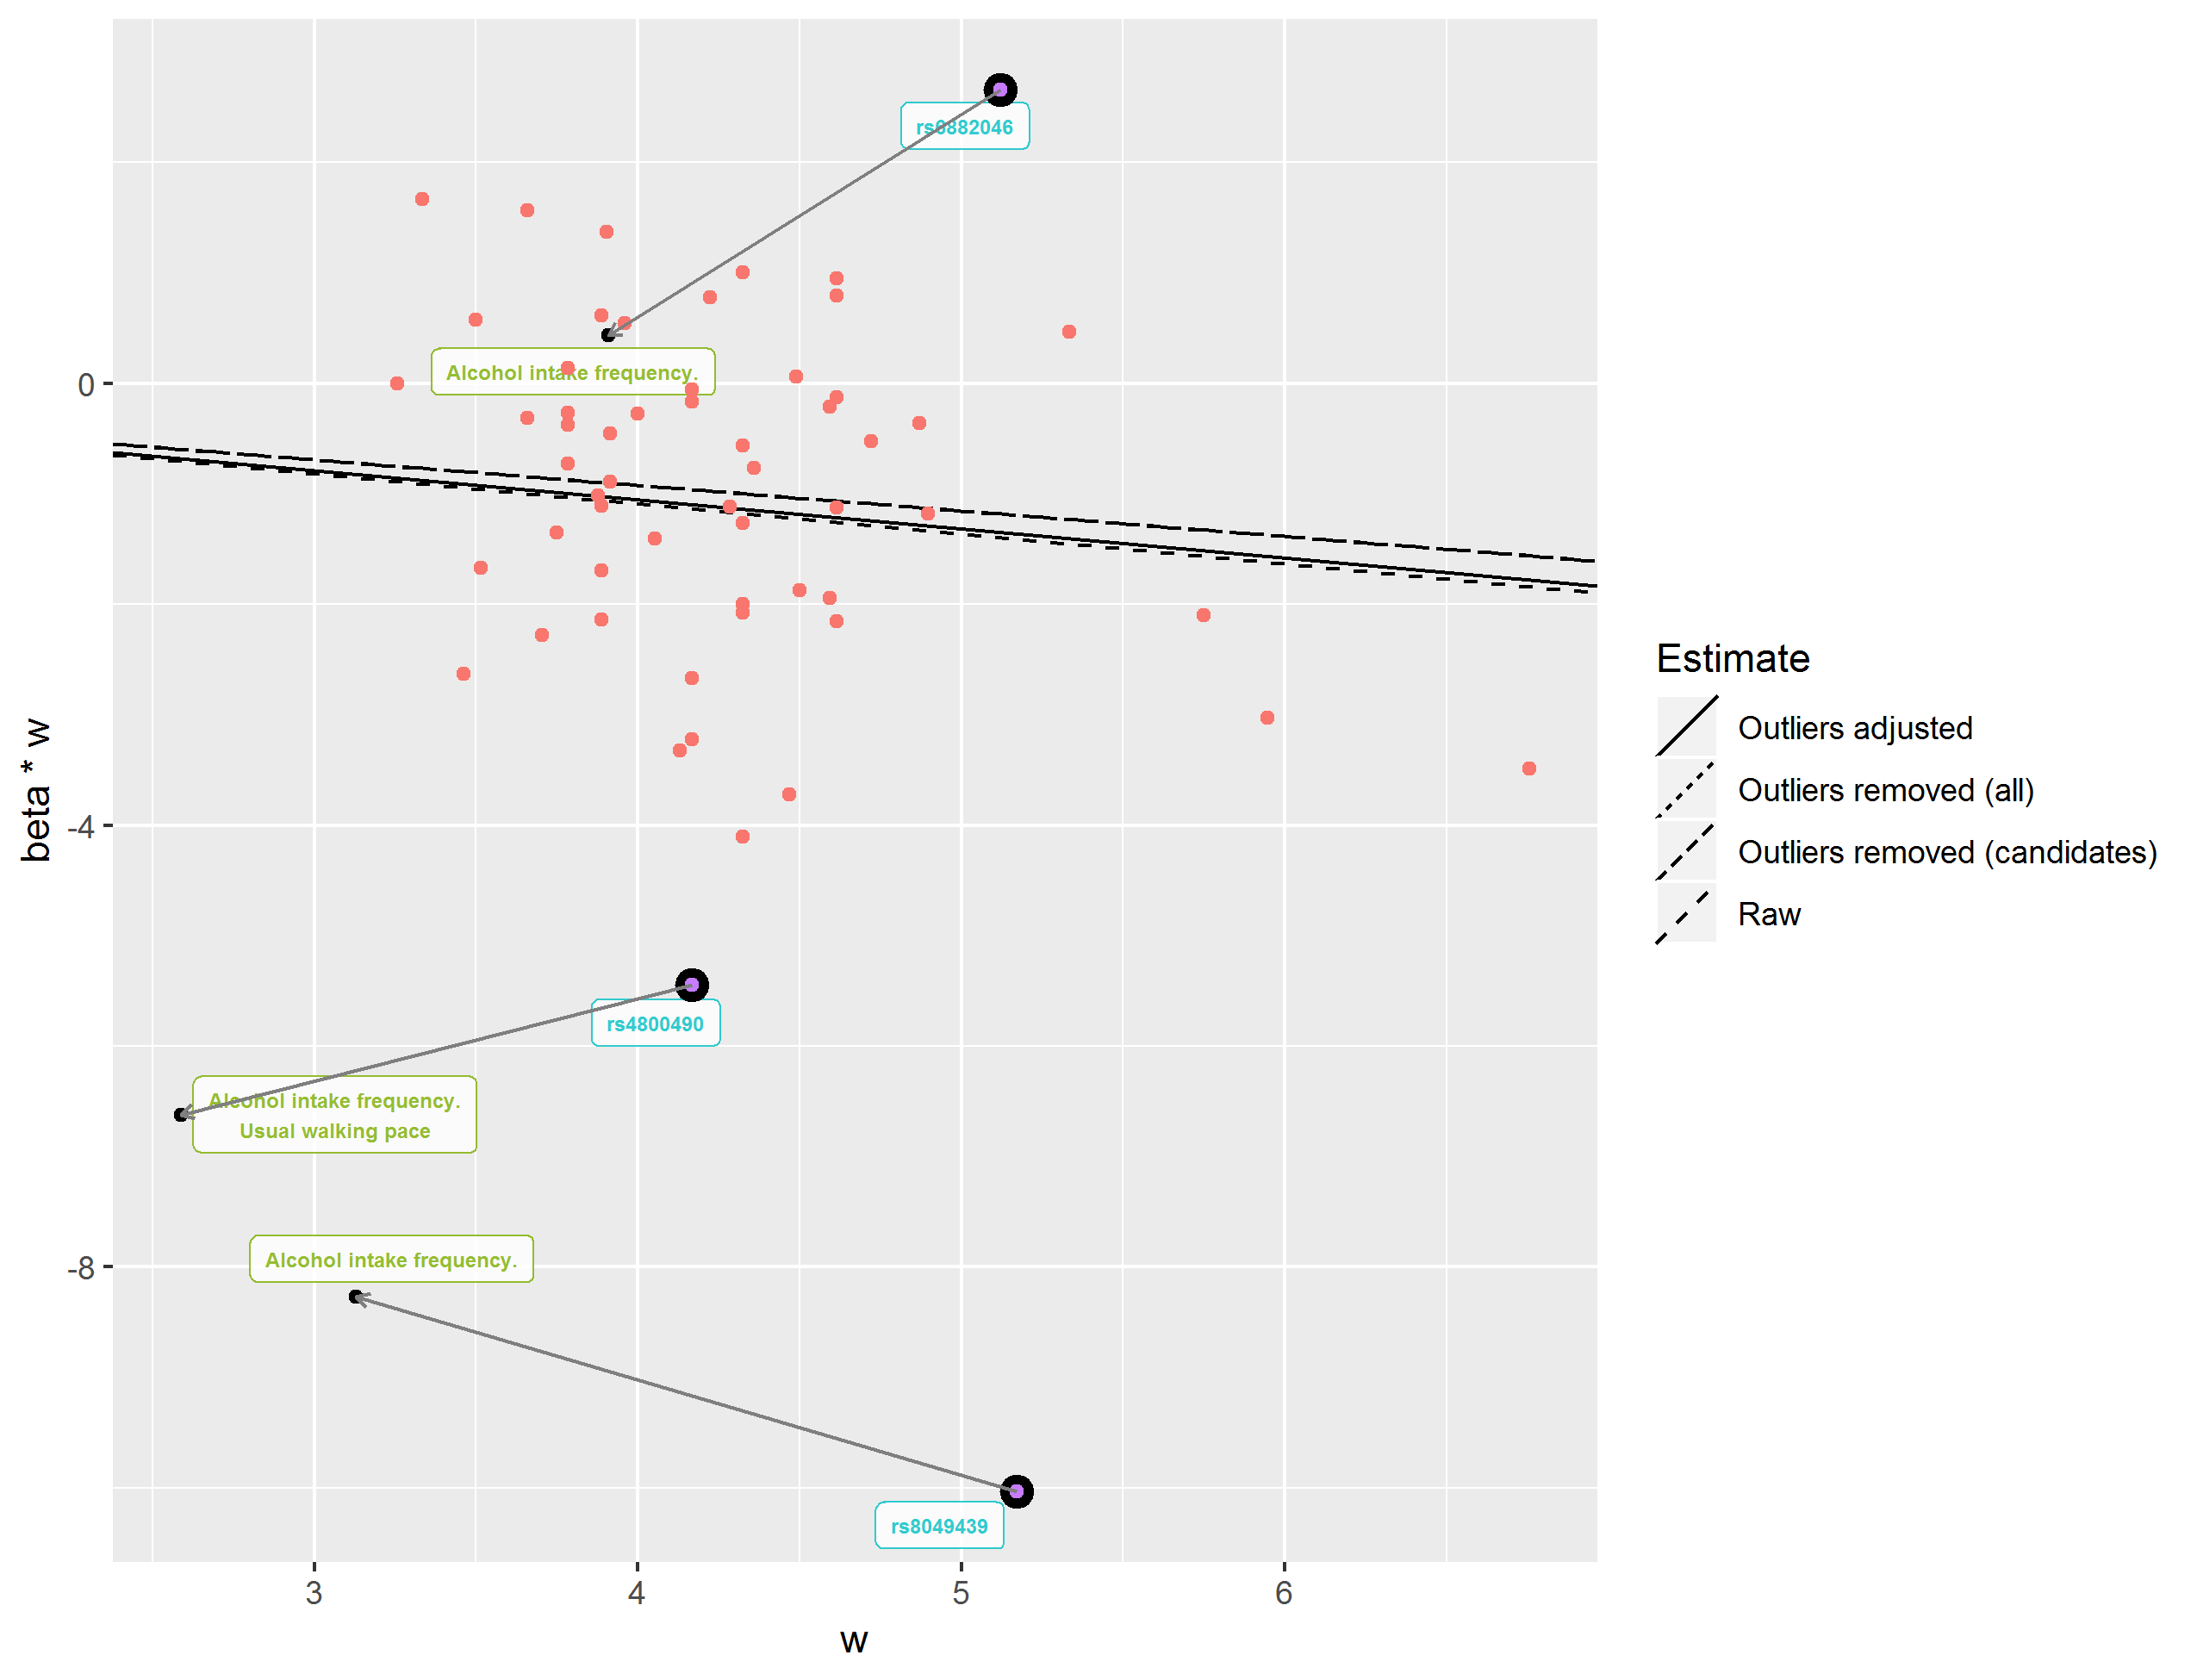 rs6882046
Alcohol intake frequency.
0
beta * w
-4
rs4800490
Alcohol intake frequency.
Usual walking pace
Alcohol intake frequency.
-8
rs8049439
3
4
5
6
w
Estimate
Outliers adjusted
Outliers removed (all)
Outliers removed (candidates)
Raw